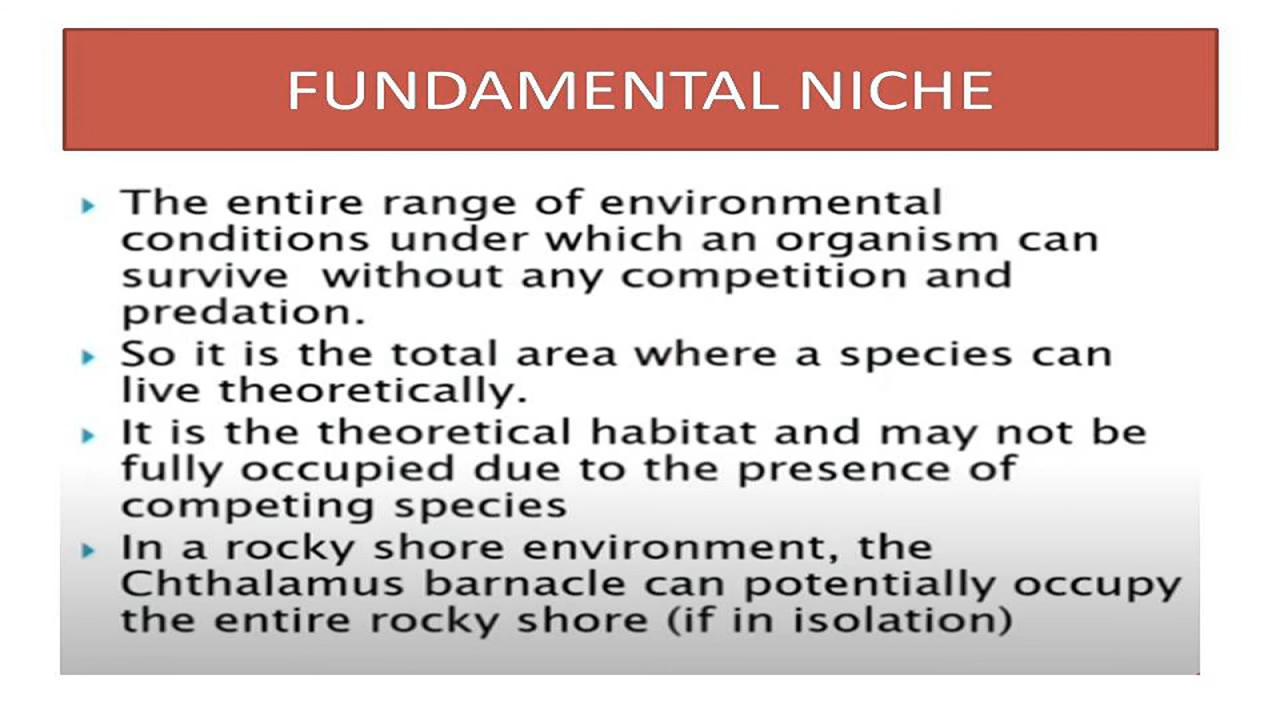 FUNDAMENTAL NICHE
The entire range of environmental
conditions under which an organism can
survive  without any competition and
predation.
So it is the total area where a species can
live theoretically.
It is the theoretical habitat and may not be
fully occupied due to the presence of
competing species
In a rocky shore environment, the
Chthalamus barnacle can potentially occupy
the entire rocky shore (if in isolation)